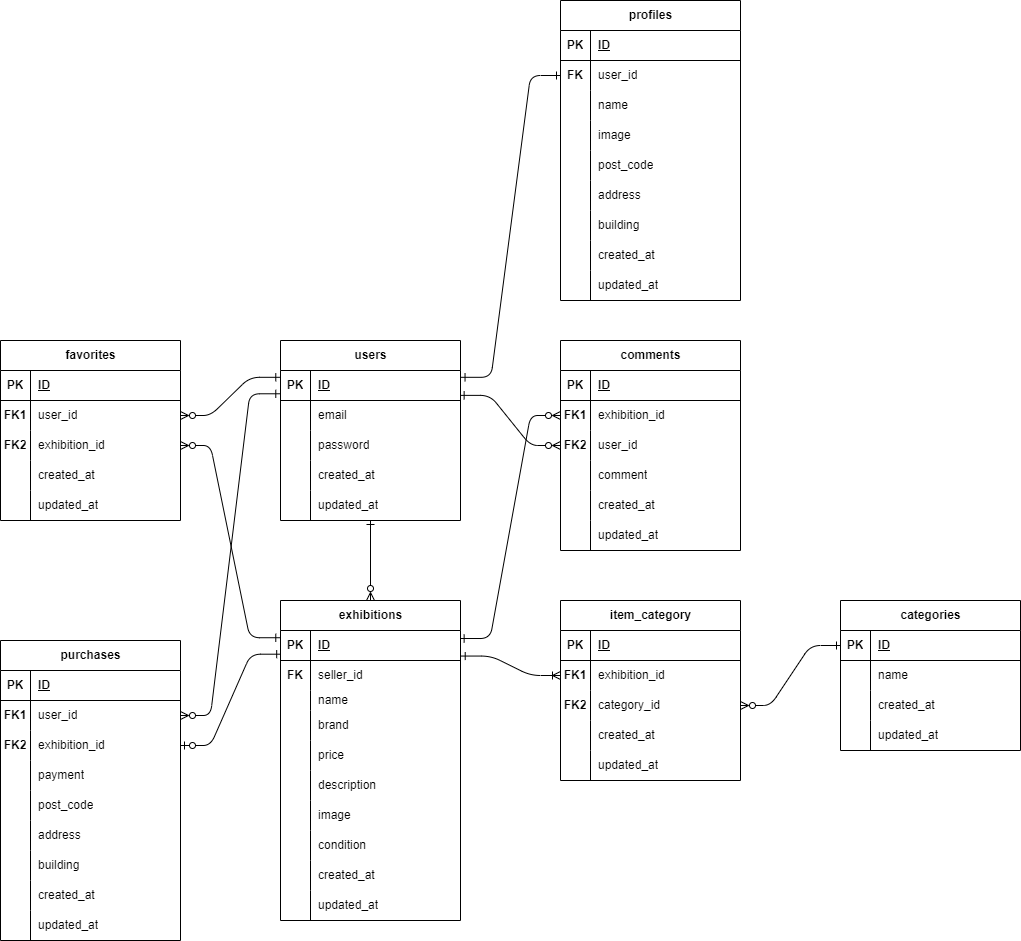 profiles
PK ID
FK user_id
name
image
post_code
address
building
created_at
updated_at
favorites
PK ID
FK1 user_id
FK2 exhibition_id
created_at
updated_at
users
PK ID
email
password
created_at
updated_at
comments
PK ID
FK1 exhibition_id
FK2 user_id
comment
created_at
updated_at
purchases
PK ID
FK1 user_id
FK2 exhibition_id
payment
post_code
address
building
created_at
updated_at
exhibitions
PK ID
FK seller_id
name
brand
price
description
image
condition
created_at
updated_at
item_category
PK ID
FK1 exhibition_id
FK2 category_id
created_at
updated_at
categories
PK ID
name
created_at
updated_at